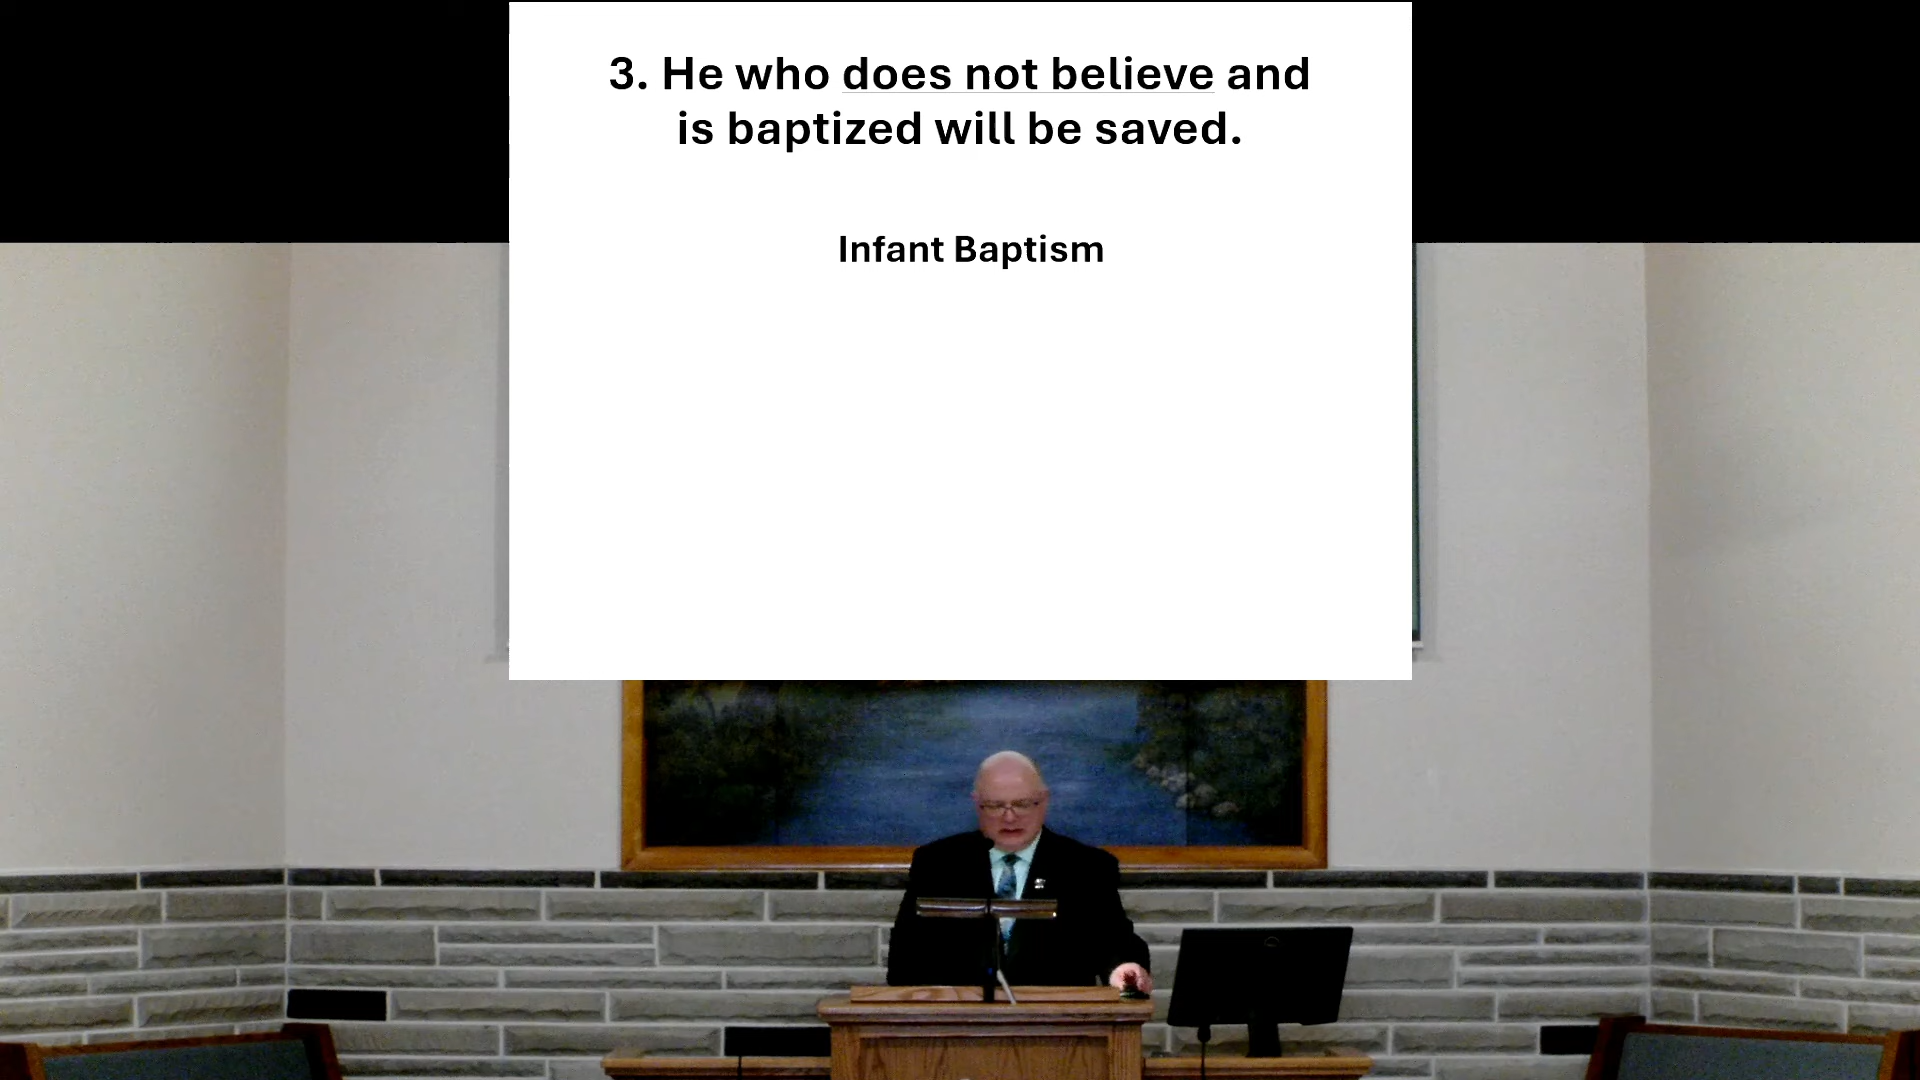 3. He who does not believe and
is baptized will be saved.
Infant Baptism